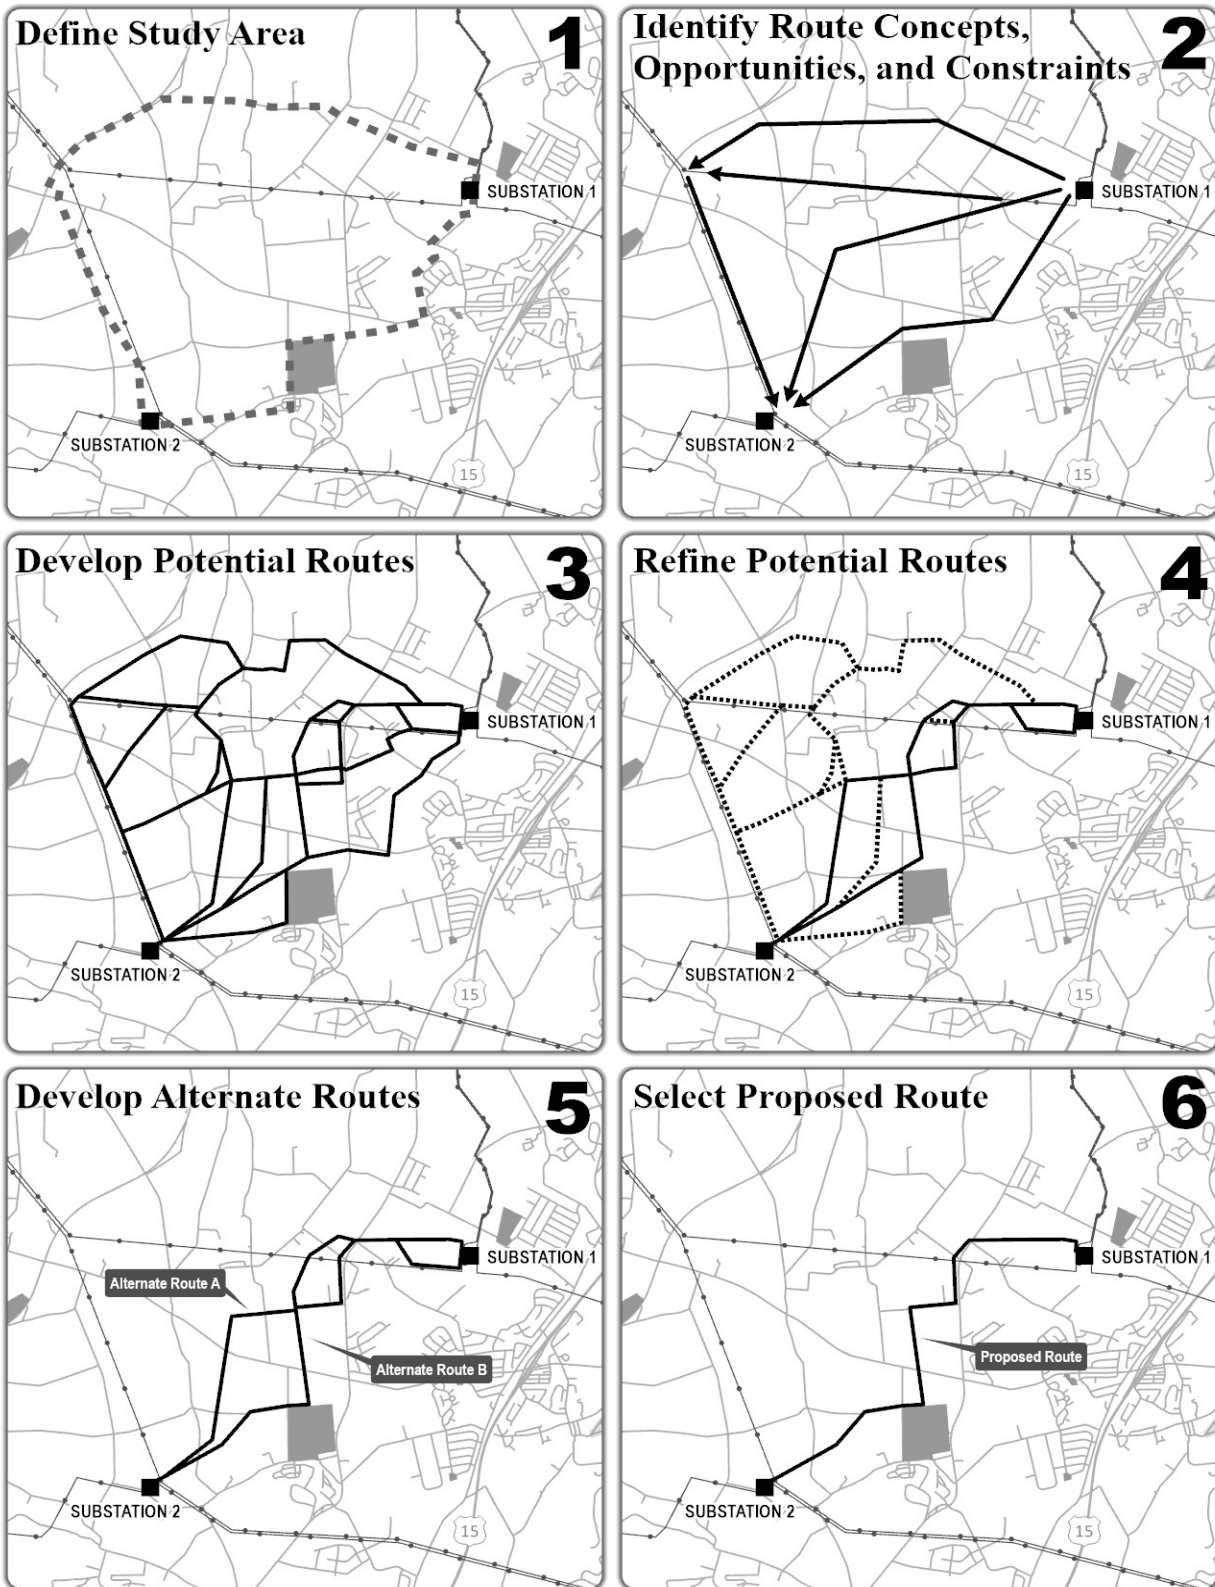 Define Study Area
1
SUBSTATION 1
SUBSTATION 2
15
Identify Route Concepts,
Opportunities, and Constraints
2
SUBSTATION 1
SUBSTATION 2
15
Develop Potential Routes
3
SUBSTATION 1
SUBSTATION 2
15
Refine Potential Routes
4
SUBSTATION 1
SUBSTATION 2
15
Develop Alternate Routes
5
SUBSTATION 1
Alternate Route A
Alternate Route B
SUBSTATION 2
15
Select Proposed Route
6
SUBSTATION 1
Proposed Route
SUBSTATION 2
15